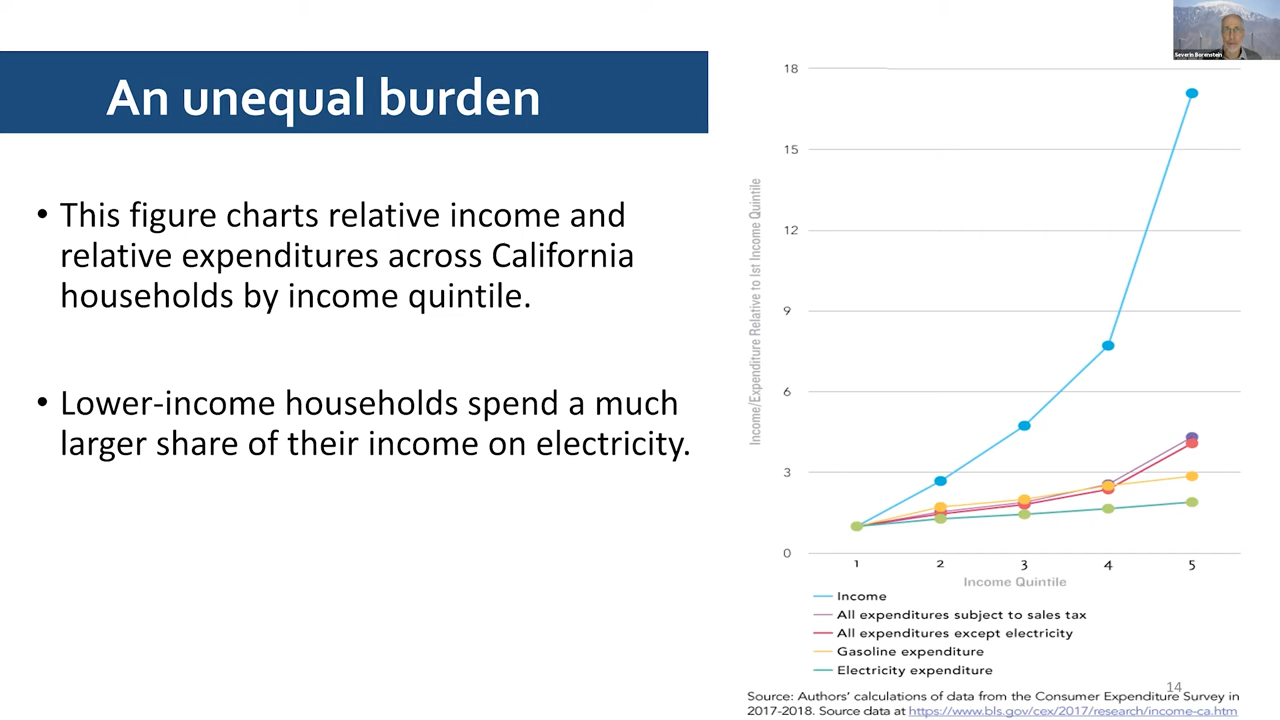 Severin Borenstein
An unequal burden
• This figure charts relative income and
relative expenditures across California
households by income quintile.
• Lower-income households spend a much
larger share of their income on electricity.
Income/Expenditure Relative to 1st Income Quintile
18
15
12
9
6
3
0
1 2 3 4 5
Income Quintile
Income
All expenditures subject to sales tax
All expenditures except electricity
Gasoline expenditure
Electricity expenditure
14
Source: Authors' calculations of data from the Consumer Expenditure Survey in
2017-2018. Source data at https://www.bls.gov/cex/2017/research/income-ca.htm